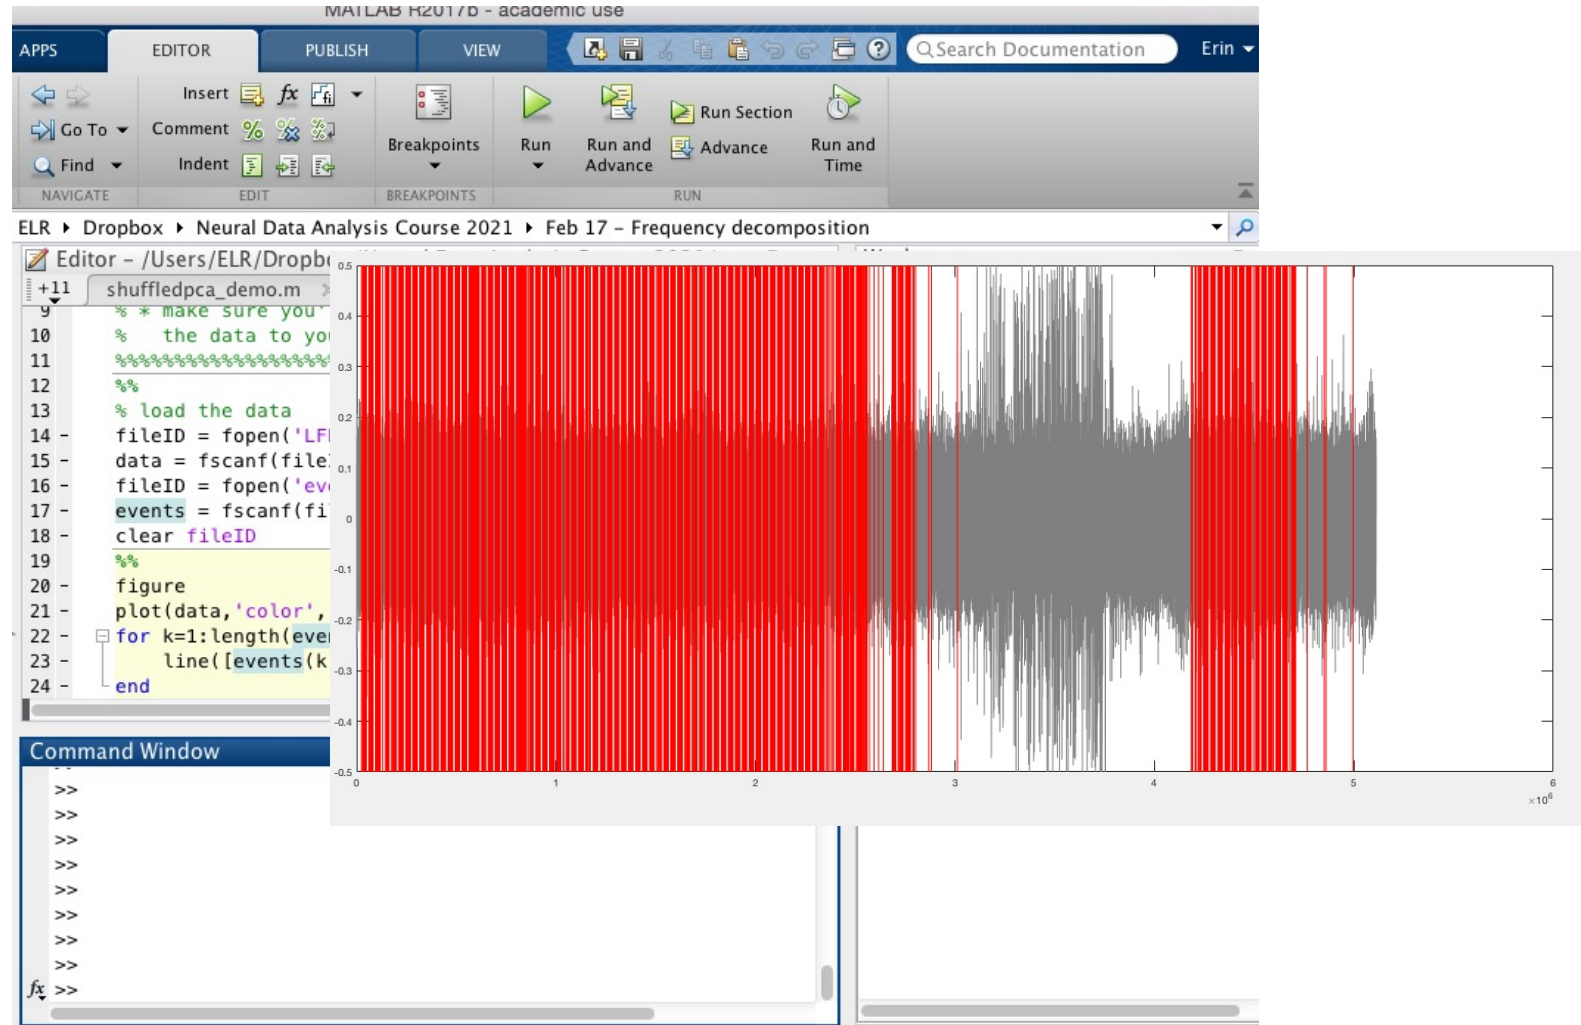 MATLAB R2017b - academic use
APPS EDITOR PUBLISH VIEW Search Documentation Erin
Insert fx fi
Go To Comment Breakpoints Run Run and Advance Run Section Advance Run and Time
Find Indent
NAVIGATE EDIT BREAKPOINTS RUN
ELR ▸ Dropbox ▸ Neural Data Analysis Course 2021 ▸ Feb 17 – Frequency decomposition
Editor – /Users/ELR/Dropb
+11 shuffledpca_demo.m
9 % * make sure you'
10 % the data to yo
11 %%%%%%%%%%%%%%%%%%%
12 %%
13 % load the data
14 - fileID = fopen('LF
15 - data = fscanf(file
16 - fileID = fopen('ev
17 - events = fscanf(fi
18 - clear fileID
19 %%
20 - figure
21 - plot(data,'color',
22 - for k=1:length(eve
23 - line([events(k
24 - end
0.5
0.4
0.3
0.2
0.1
0
-0.1
-0.2
-0.3
-0.4
-0.5
0 1 2 3 4 5 6
×10⁶
Command Window
>>
>>
>>
>>
>>
>>
>>
>>
fx >>